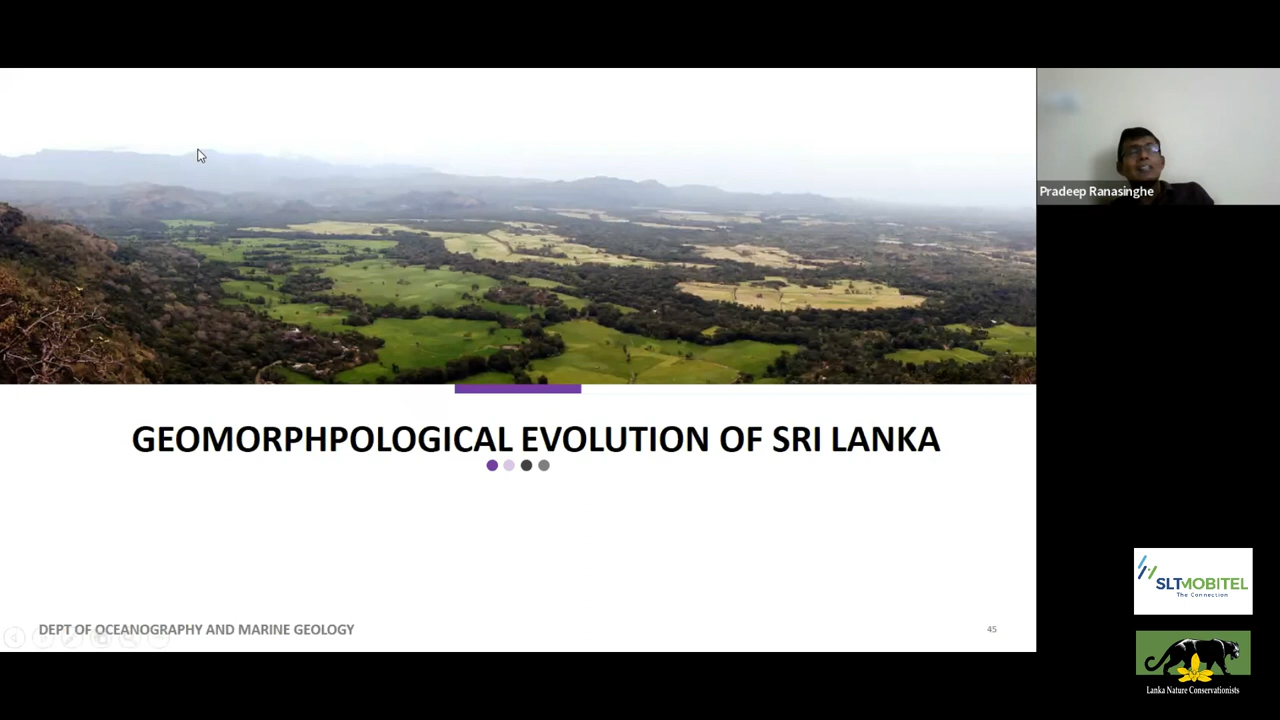 Pradeep Ranasinghe
GEOMORPHPOLOGICAL EVOLUTION OF SRI LANKA
DEPT OF OCEANOGRAPHY AND MARINE GEOLOGY
45
SLTMOBITEL
The Connection
Lanka Nature Conservationists